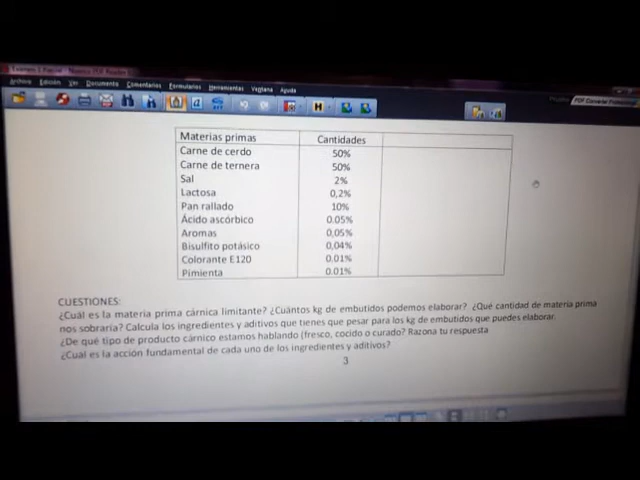 Archivo Edición Ver Documento Comentarios Formularios Herramientas Ventana Ayuda
Materias primas Cantidades
Carne de cerdo 50%
Carne de ternera 50%
Sal 2%
Lactosa 0,2%
Pan rallado 10%
Ácido ascórbico 0.05%
Aromas 0,05%
Bisulfito potásico 0,04%
Colorante E120 0.01%
Pimienta 0.01%
CUESTIONES:
¿Cuál es la materia prima cárnica limitante? ¿Cuántos kg de embutidos podemos elaborar? ¿Qué cantidad de materia prima
nos sobraría? Calcula los ingredientes y aditivos que tienes que pesar para los kg de embutidos que puedes elaborar.
¿De qué tipo de producto cárnico estamos hablando (fresco, cocido o curado? Razona tu respuesta
¿Cuál es la acción fundamental de cada uno de los ingredientes y aditivos?
3